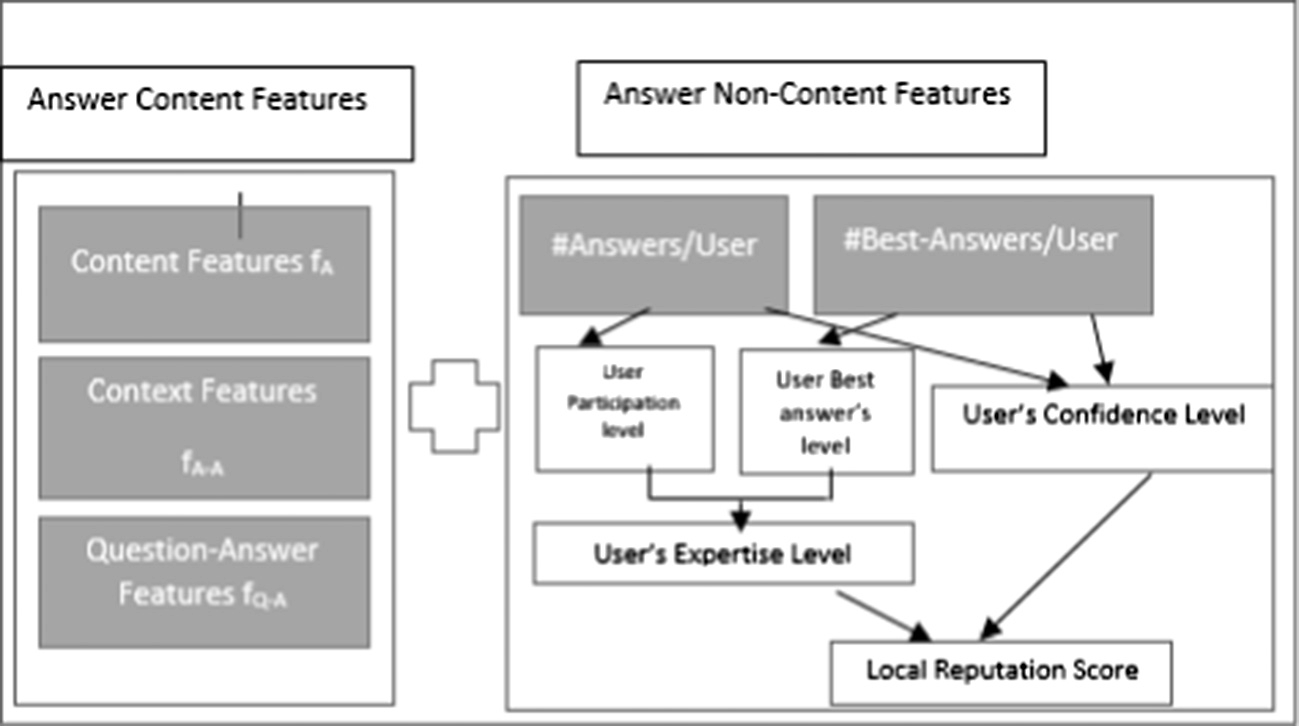 Answer Content Features
Content Features fA
Context Features
fA-A
Question-Answer
Features fQ-A
Answer Non-Content Features
#Answers/User
#Best-Answers/User
User
Participation
level
User Best
answer's
level
User's Confidence Level
User's Expertise Level
Local Reputation Score